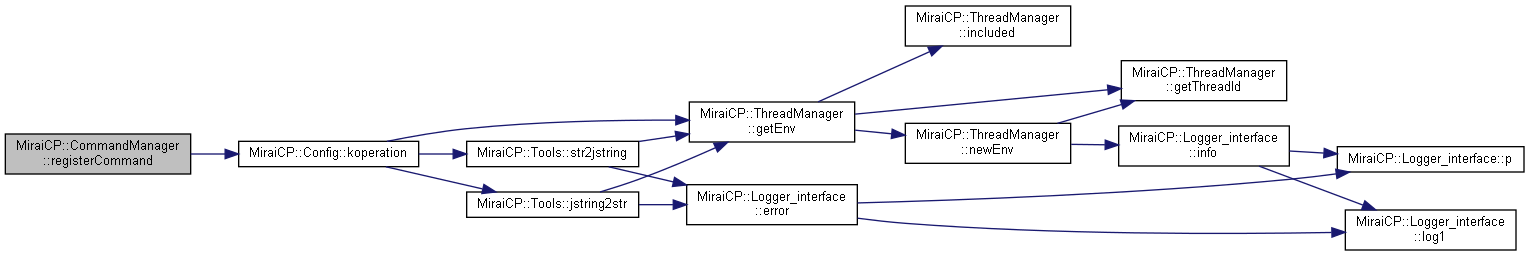 MiraiCP::CommandManager
::registerCommand
MiraiCP::Config::koperation
MiraiCP::Tools::str2jstring
MiraiCP::Tools::jstring2str
MiraiCP::ThreadManager
::getEnv
MiraiCP::Logger_interface
::error
MiraiCP::ThreadManager
::included
MiraiCP::ThreadManager
::newEnv
MiraiCP::ThreadManager
::getThreadId
MiraiCP::Logger_interface
::info
MiraiCP::Logger_interface::p
MiraiCP::Logger_interface
::log1